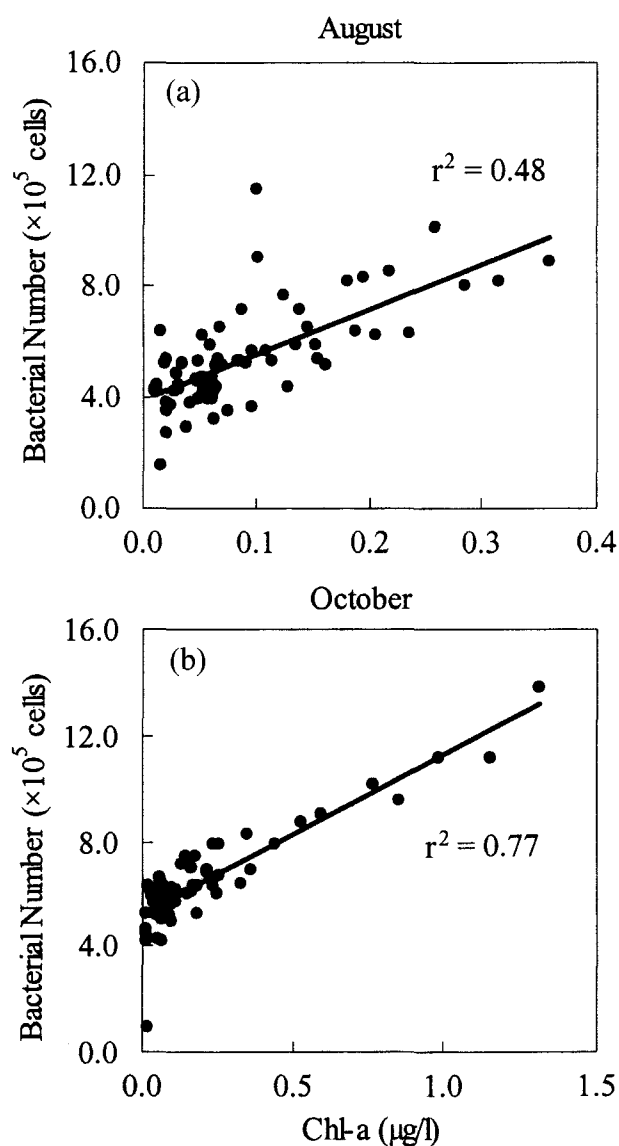 August
16.0
(a)
r² = 0.48
12.0
8.0
4.0
0.0
Bacterial Number (×10⁵ cells)
0.0 0.1 0.2 0.3 0.4
October
16.0
(b)
12.0
8.0
r² = 0.77
4.0
0.0
Bacterial Number (×10⁵ cells)
0.0 0.5 1.0 1.5
Chl-a (μg/l)